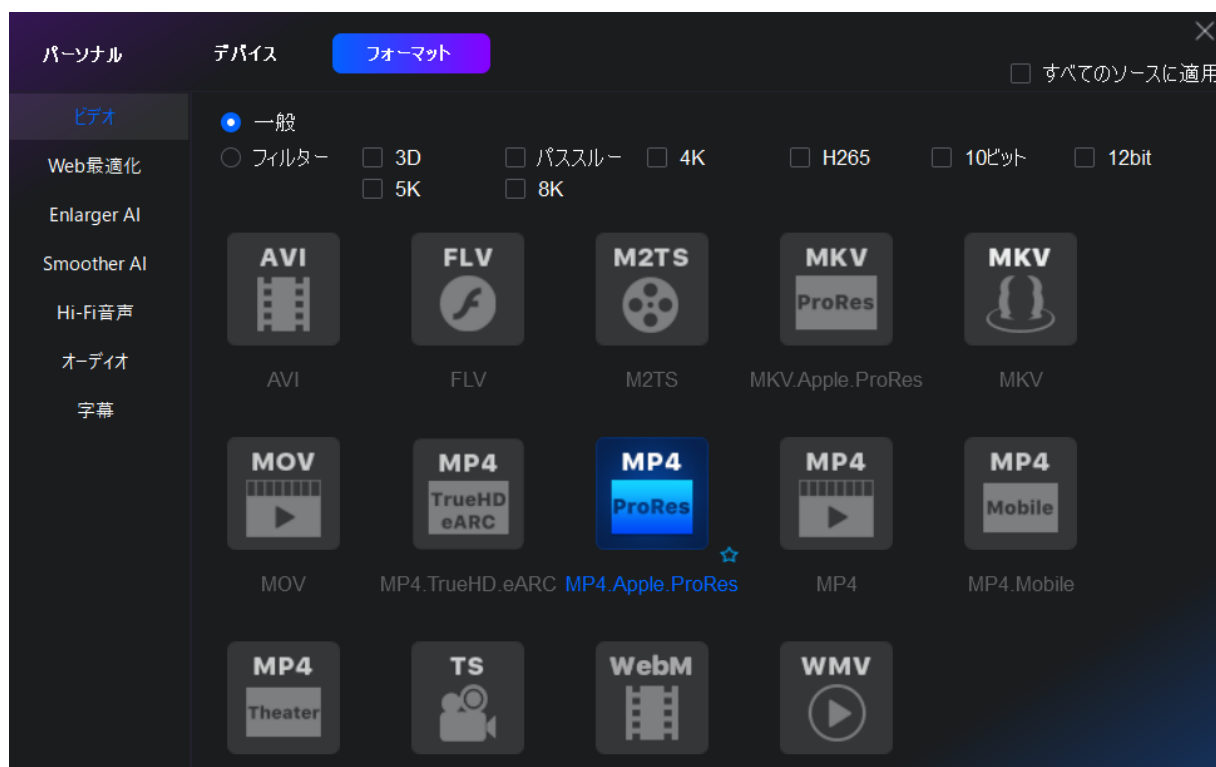 パーソナル デバイス フォーマット
すべてのソースに適用
ビデオ
Web最適化
Enlarger AI
Smoother AI
Hi-Fi音声
オーディオ
字幕
一般
フィルター 3D パススルー 4K H265 10ビット 12bit
5K 8K
AVI FLV M2TS MKV MKV
ProRes
AVI FLV M2TS MKV.Apple.ProRes MKV
MOV MP4 MP4 MP4 MP4
TrueHD eARC ProRes Mobile
MOV MP4.TrueHD.eARC MP4.Apple.ProRes MP4 MP4.Mobile
MP4 TS WebM WMV
Theater